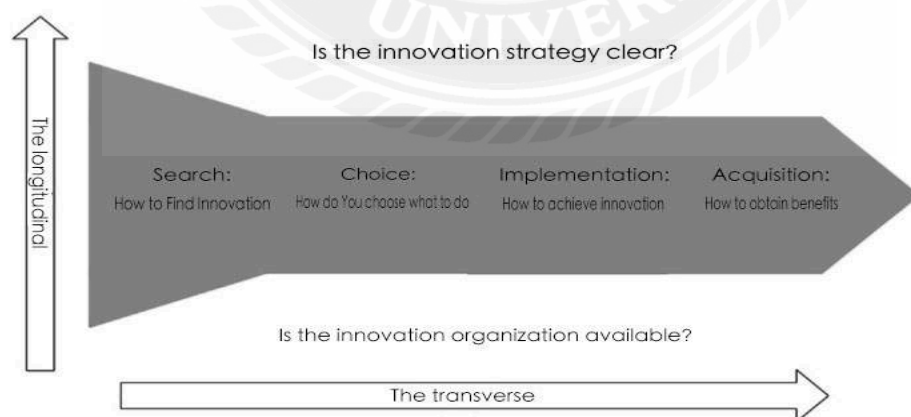 UNIVER
Is the innovation strategy clear?
The longitudinal
Search:
How to Find Innovation
Choice:
How do You choose what to do
Implementation:
How to achieve innovation
Acquisition:
How to obtain benefits
Is the innovation organization available?
The transverse